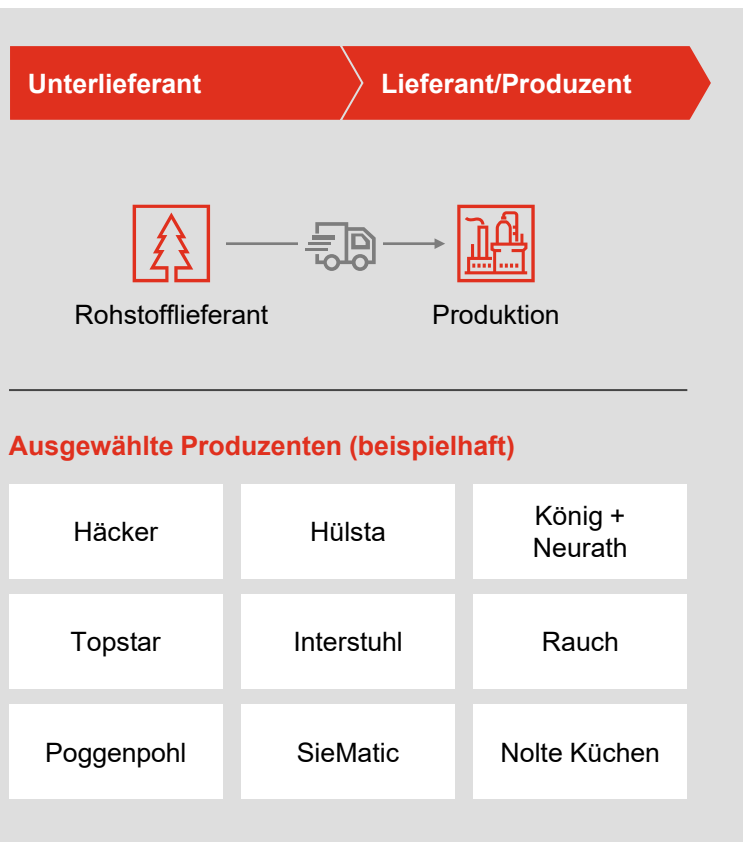 Unterlieferant
Lieferant/Produzent
Rohstofflieferant
Produktion
Ausgewählte Produzenten (beispielhaft)
Häcker
Hülsta
König +
Neurath
Topstar
Interstuhl
Rauch
Poggenpohl
SieMatic
Nolte Küchen